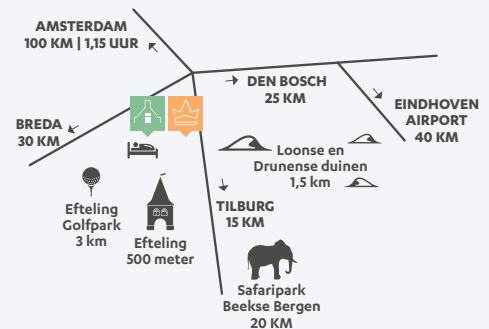 AMSTERDAM
100 KM | 1,15 UUR
DEN BOSCH
25 KM
EINDHOVEN
AIRPORT
40 KM
BREDA
30 KM
Loonse en
Drunense duinen
1,5 km
Efteling
Golfpark
3 km
Efteling
500 meter
TILBURG
15 KM
Safaripark
Beekse Bergen
20 KM